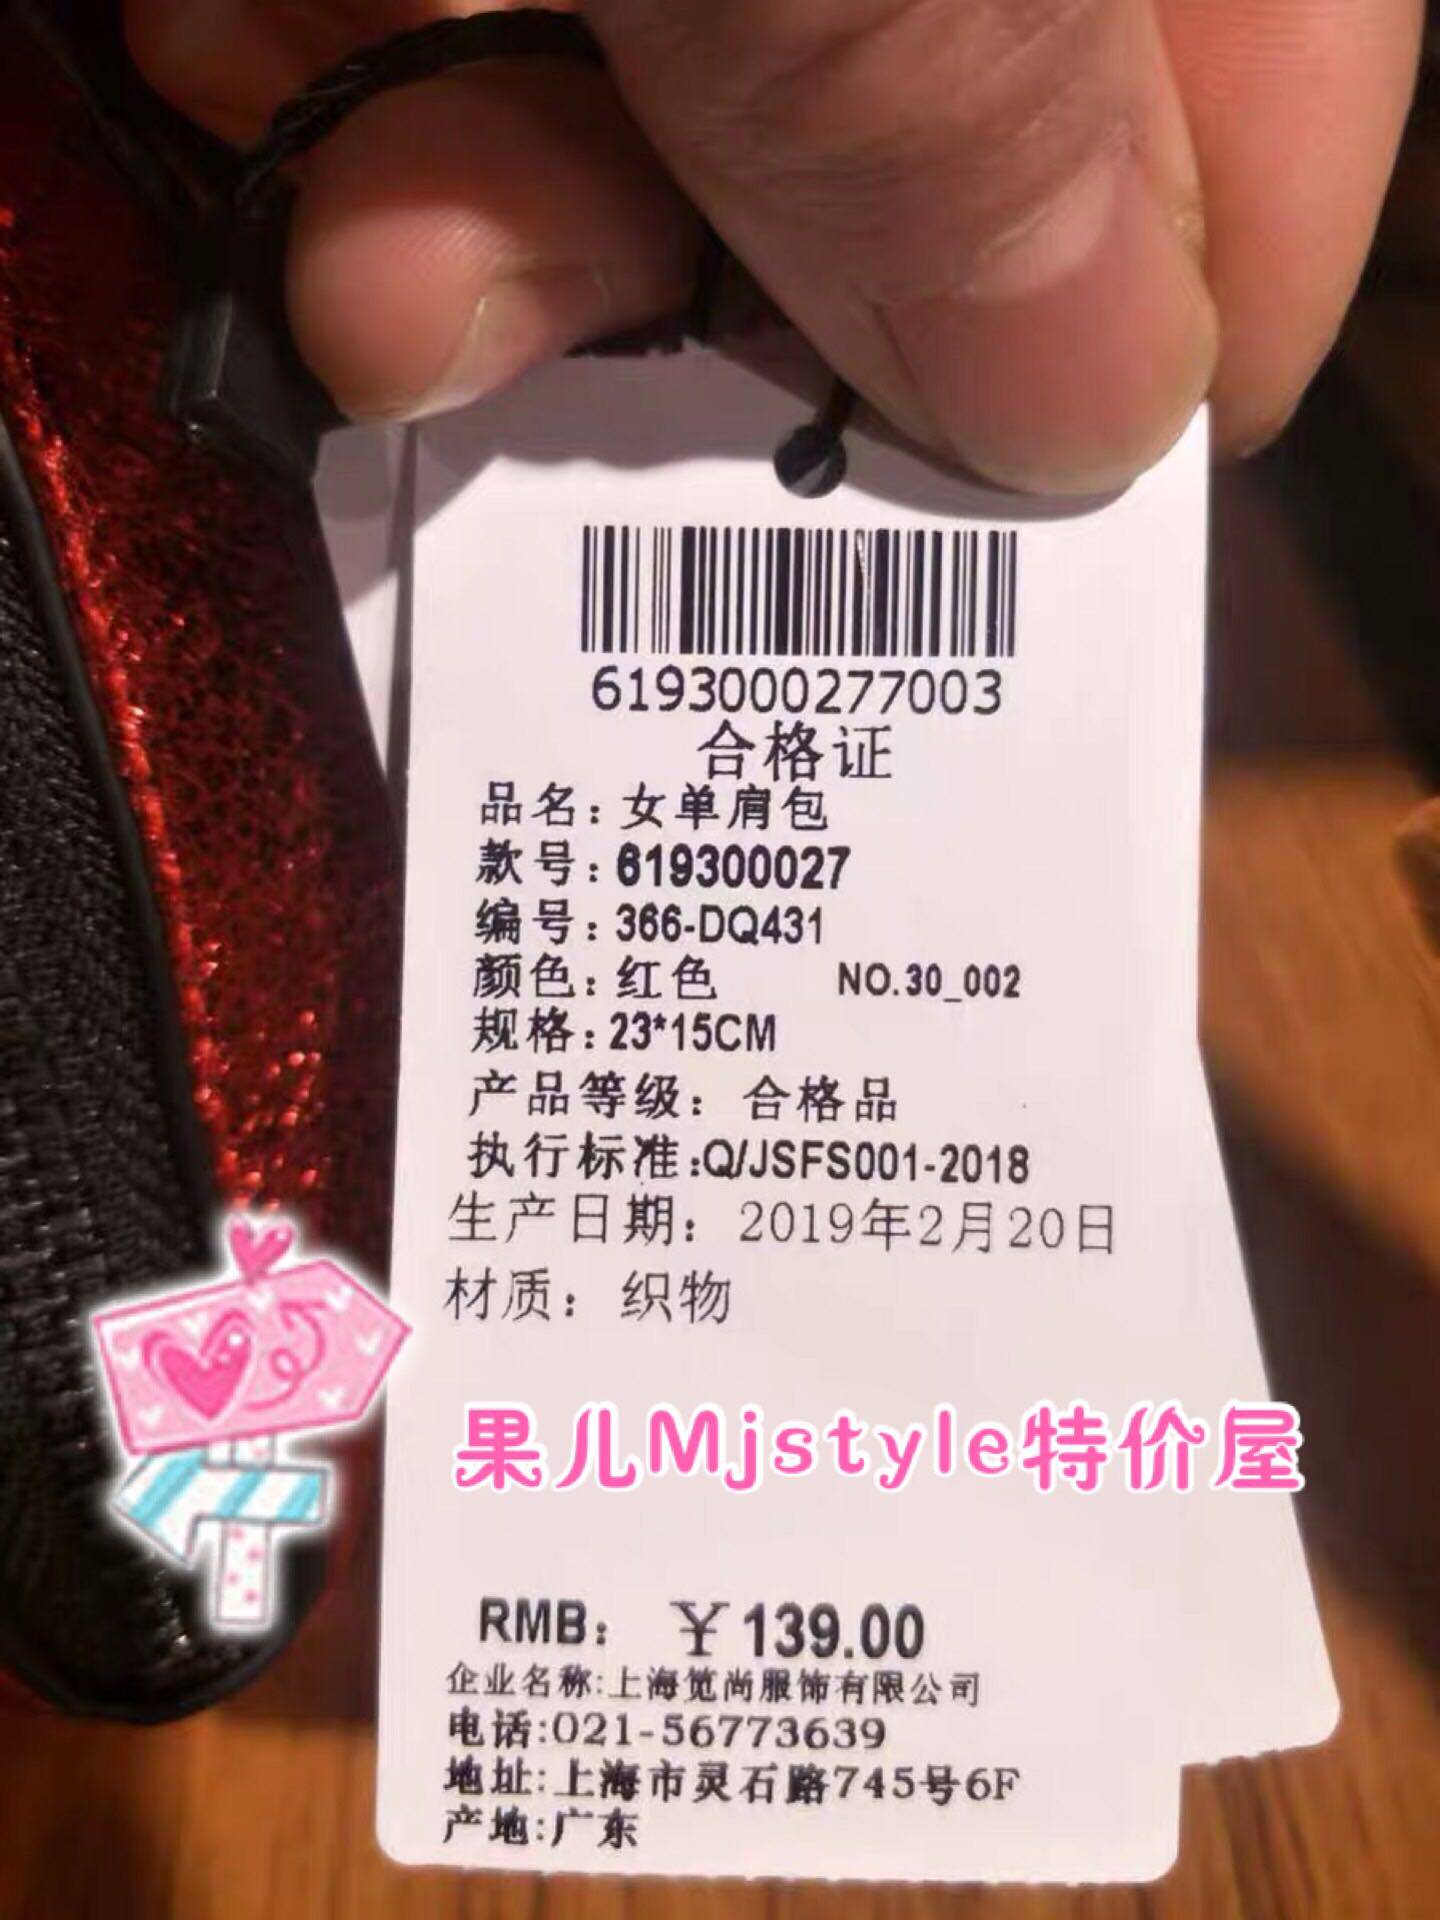 6193000277003
合格证
品名：女单肩包
款号：619300027
编号：366-DQ431
颜色：红色 NO.30_002
规格：23*15CM
产品等级：合格品
执行标准:Q/JSFS001-2018
生产日期：2019年2月20日
材质：织物
果儿Mjstyle特价屋
RMB：￥139.00
企业名称:上海笕尚服饰有限公司
电话:021-56773639
地址:上海市灵石路745号6F
产地:广东